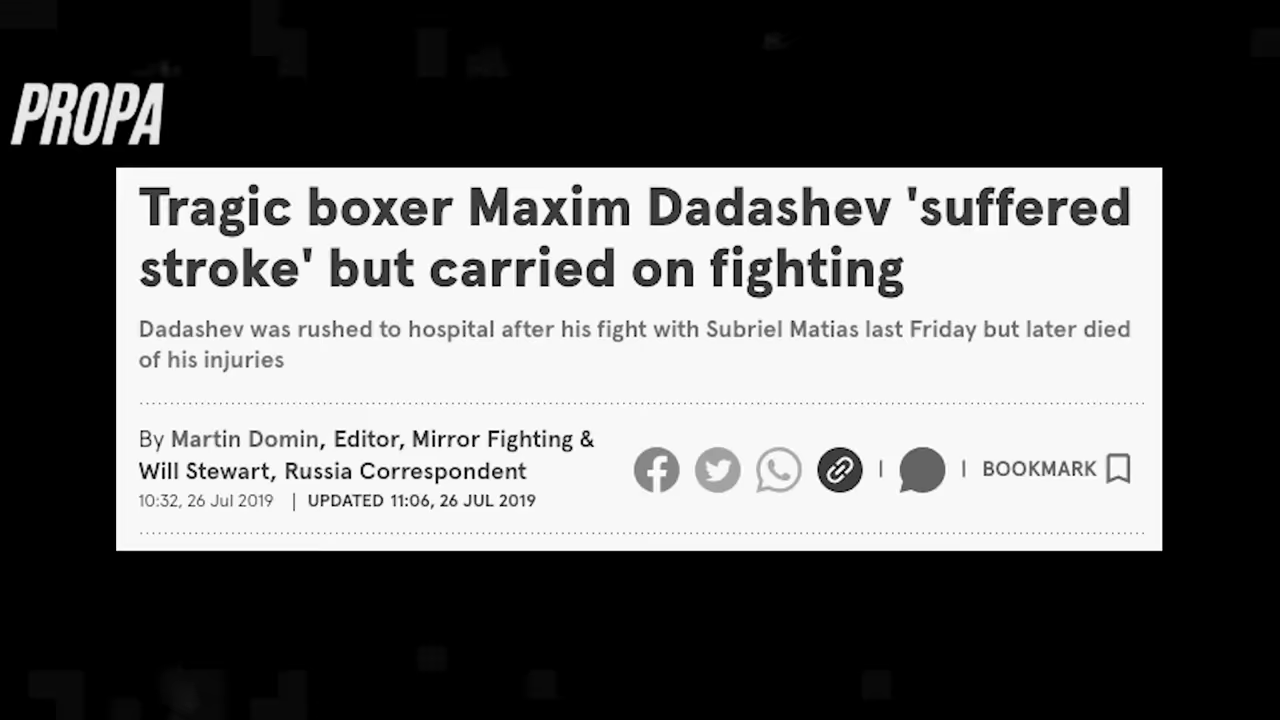 PROPA
Tragic boxer Maxim Dadashev 'suffered
stroke' but carried on fighting
Dadashev was rushed to hospital after his fight with Subriel Matias last Friday but later died
of his injuries
By Martin Domin, Editor, Mirror Fighting &
Will Stewart, Russia Correspondent
10:32, 26 Jul 2019 | UPDATED 11:06, 26 JUL 2019
| | BOOKMARK